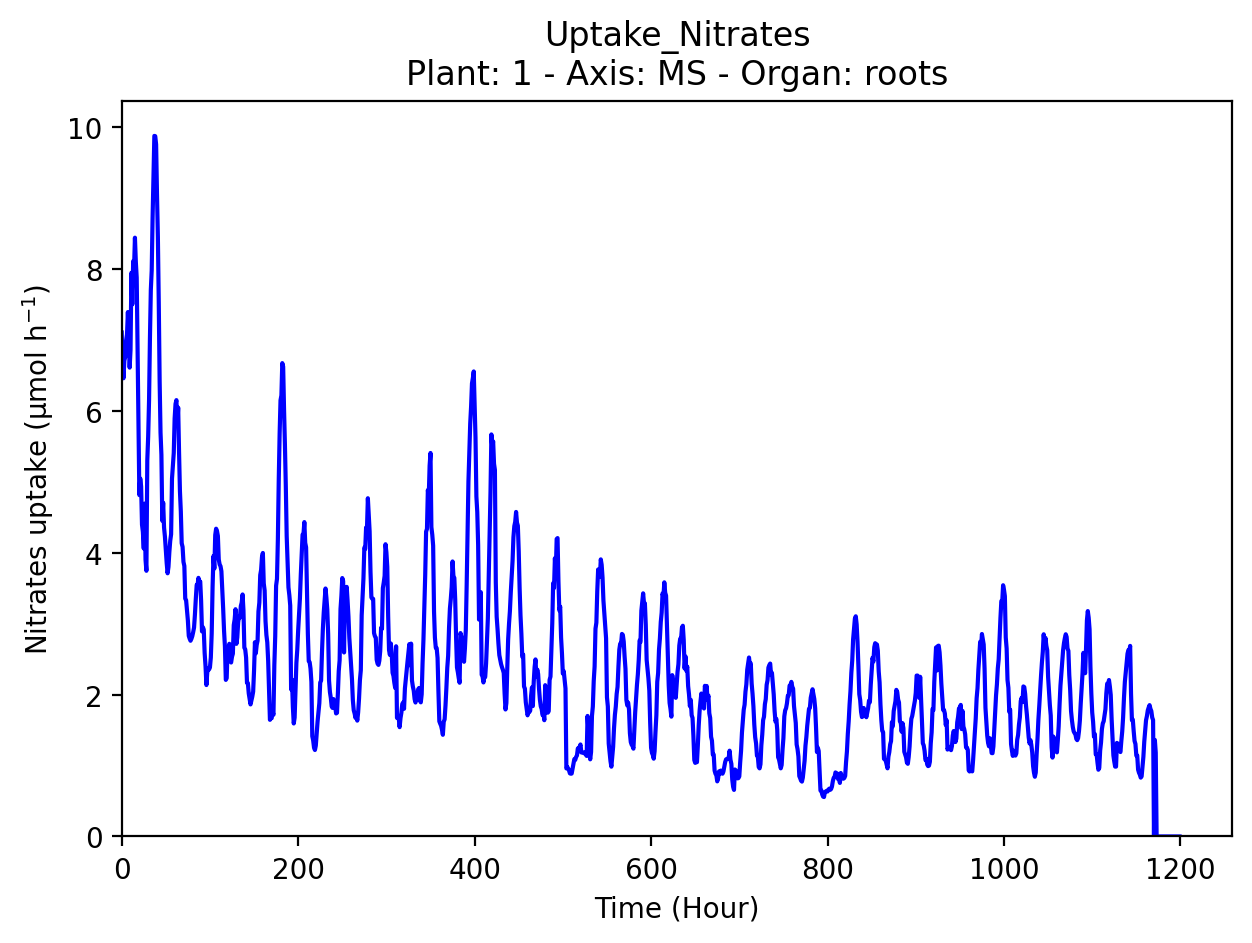 Uptake_Nitrates
Plant: 1 - Axis: MS - Organ: roots
Nitrates uptake (µmol h⁻¹)
10
8
6
4
2
0
0 200 400 600 800 1000 1200
Time (Hour)